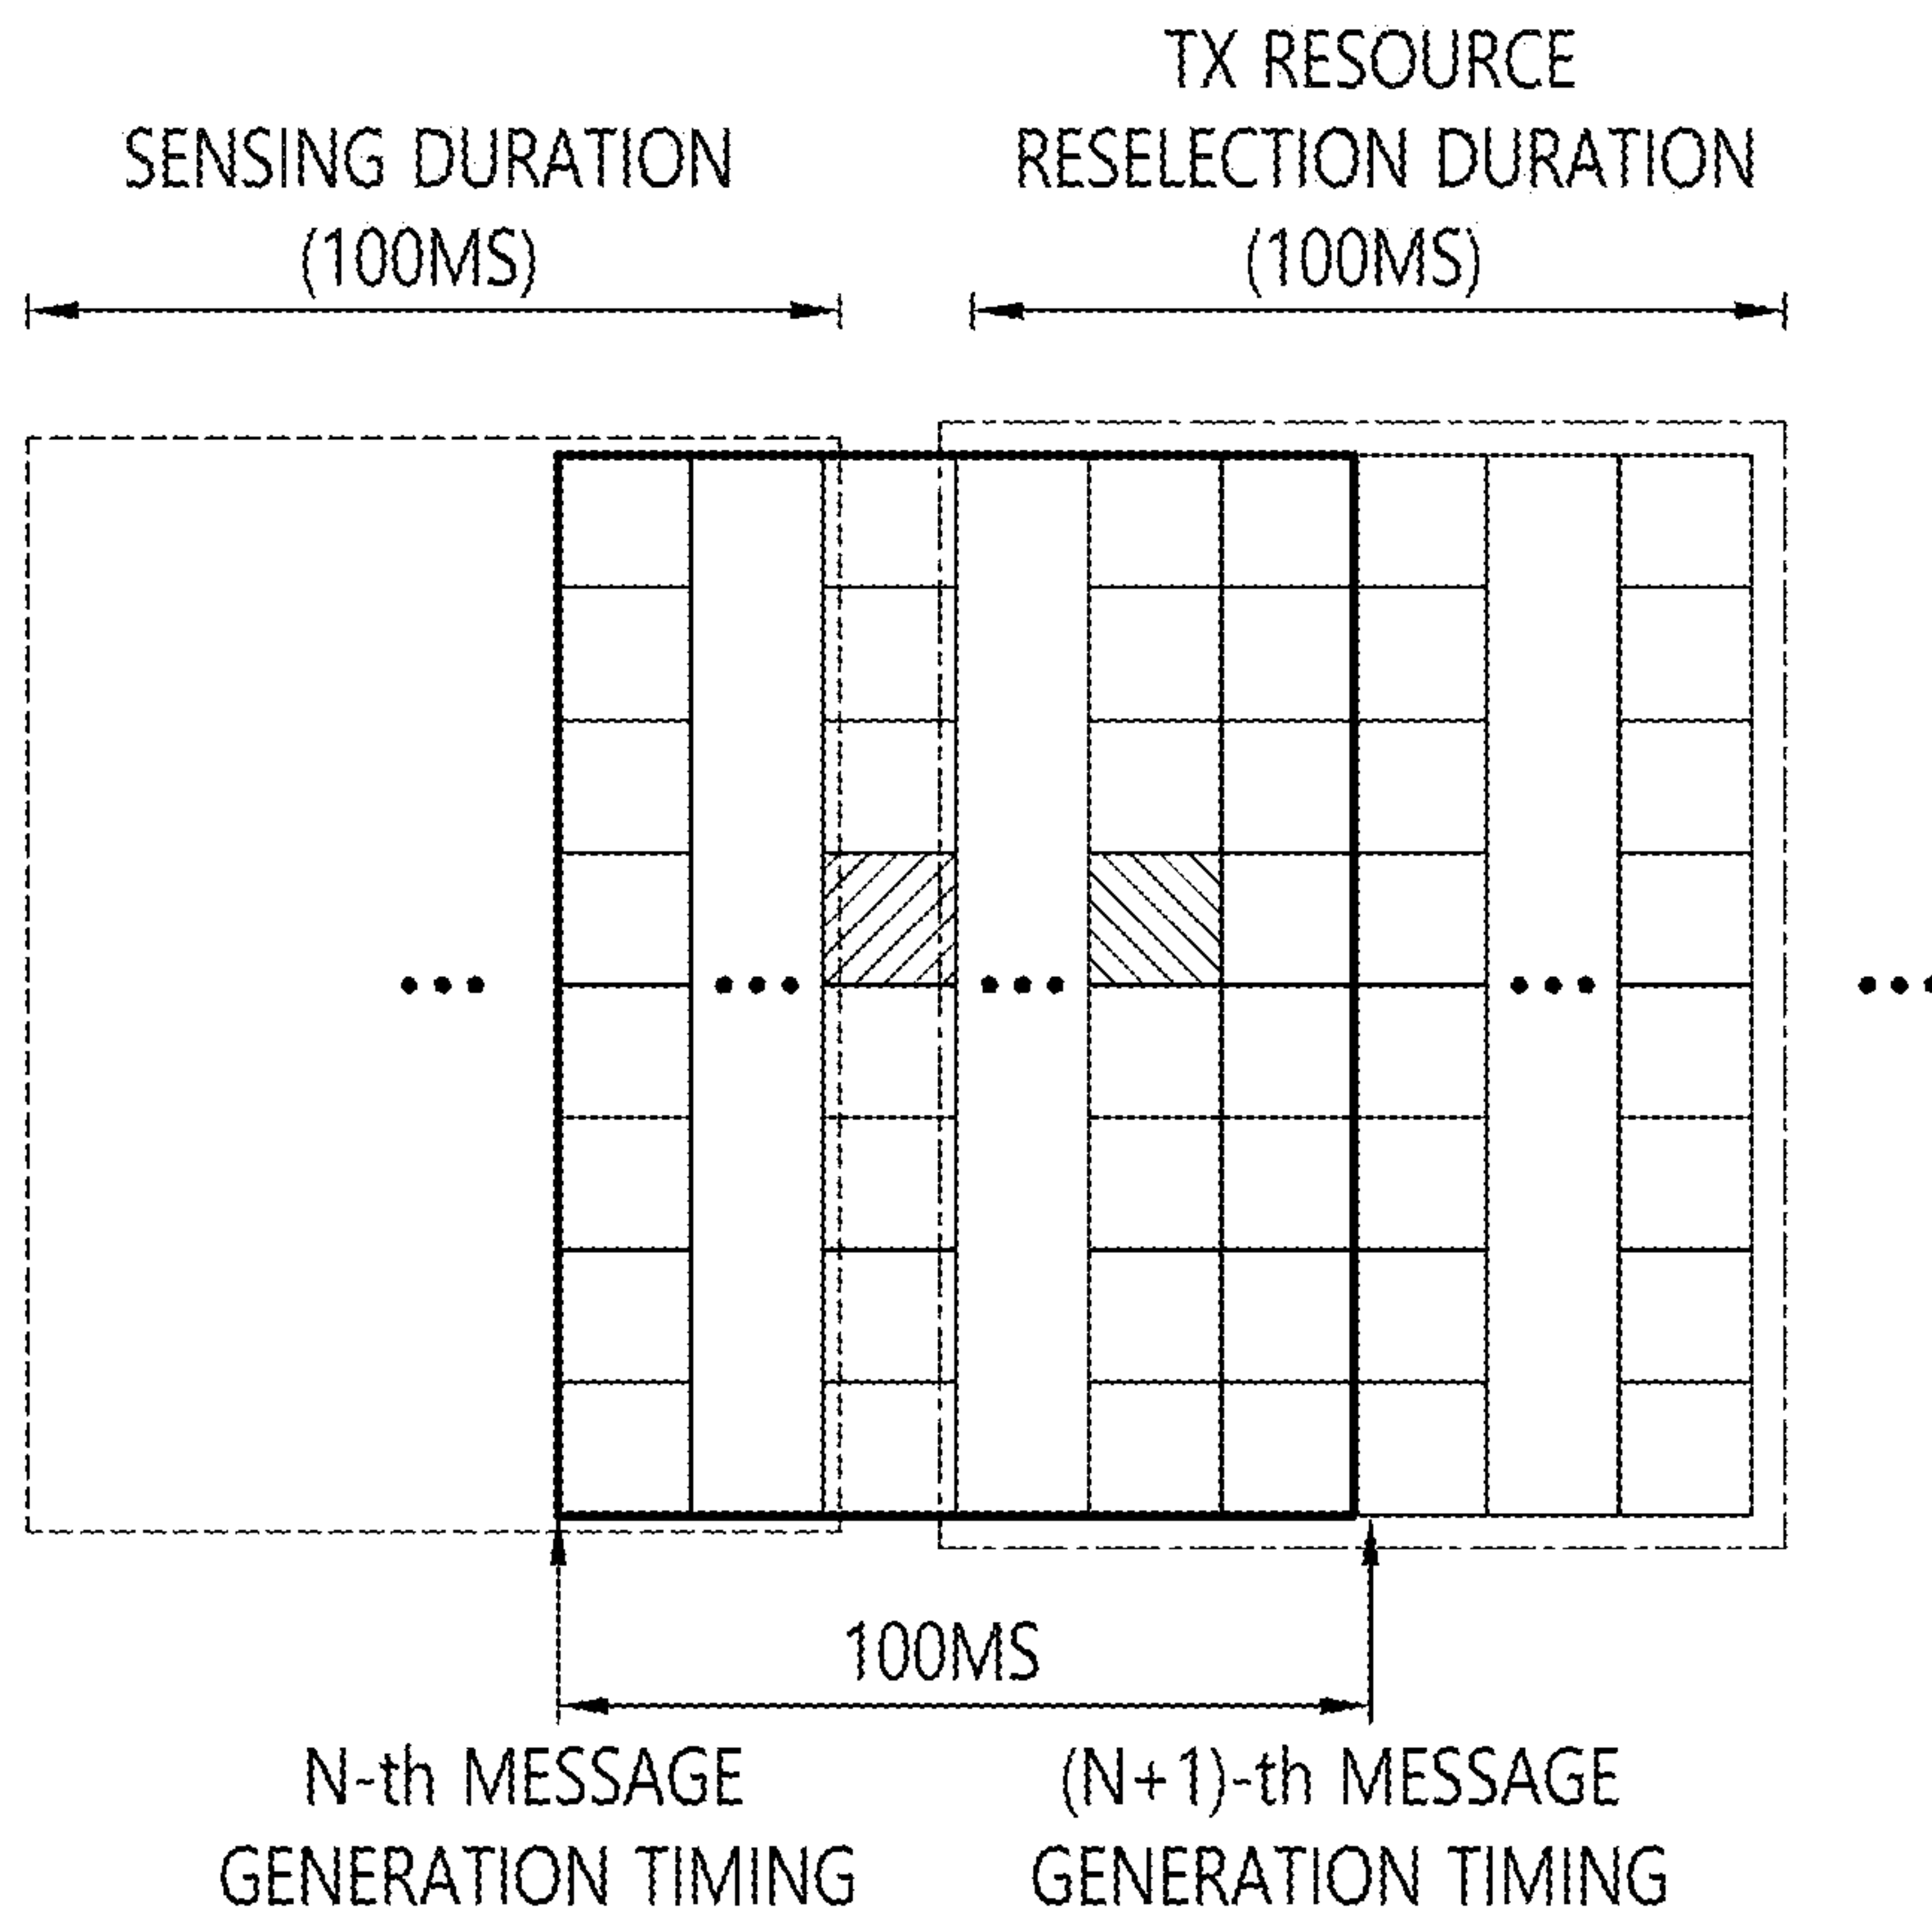 SENSING DURATION
(100MS)
TX RESOURCE
RESELECTION DURATION
(100MS)
100MS
N-th MESSAGE
GENERATION TIMING
(N+1)-th MESSAGE
GENERATION TIMING